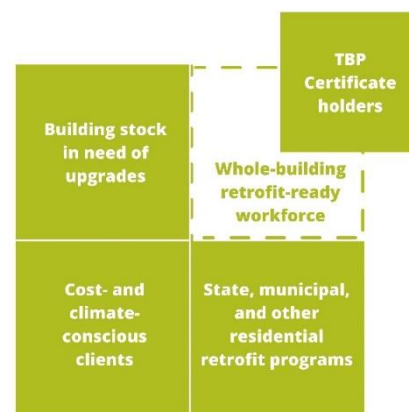 TBP
Certificate
holders
Building stock
in need of
upgrades
Whole-building
retrofit-ready
workforce
Cost- and
climate-
conscious
clients
State, municipal,
and other
residential
retrofit programs